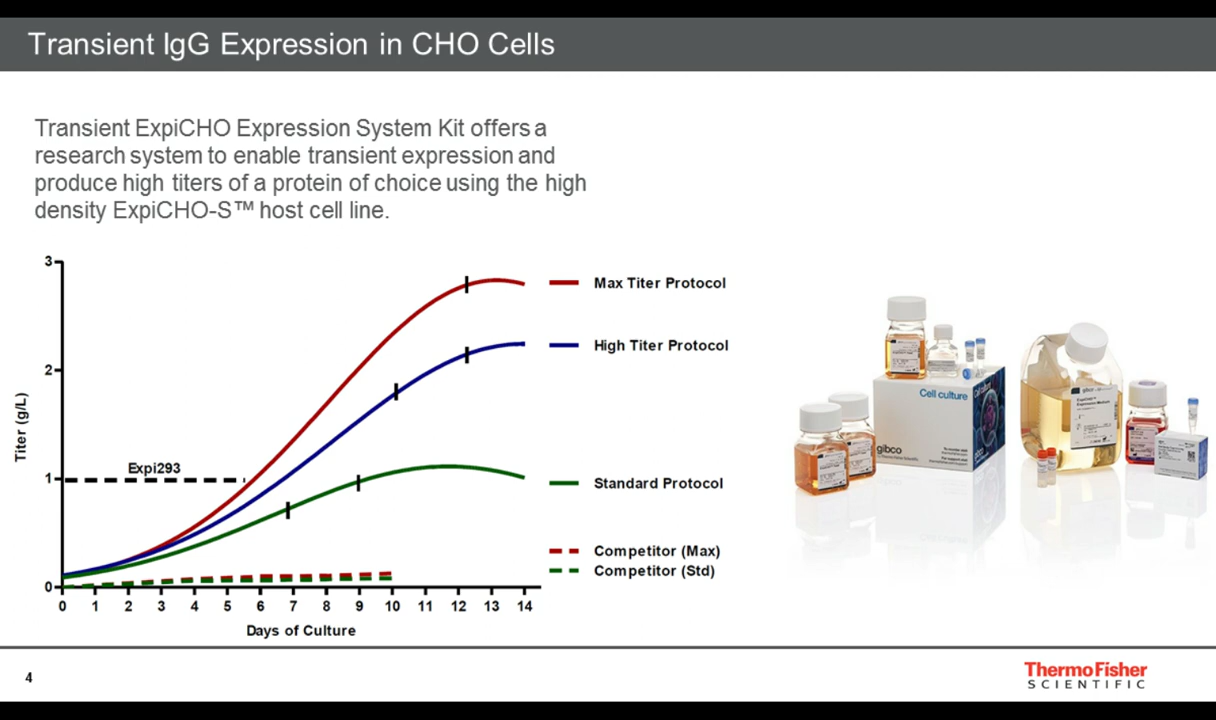 Transient IgG Expression in CHO Cells
Transient ExpiCHO Expression System Kit offers a
research system to enable transient expression and
produce high titers of a protein of choice using the high
density ExpiCHO-S™ host cell line.
3
2
1
0
Titer (g/L)
Expi293
0 1 2 3 4 5 6 7 8 9 10 11 12 13 14
Days of Culture
Max Titer Protocol
High Titer Protocol
Standard Protocol
Competitor (Max)
Competitor (Std)
Cell culture
gibco
gibco
4
ThermoFisher
SCIENTIFIC